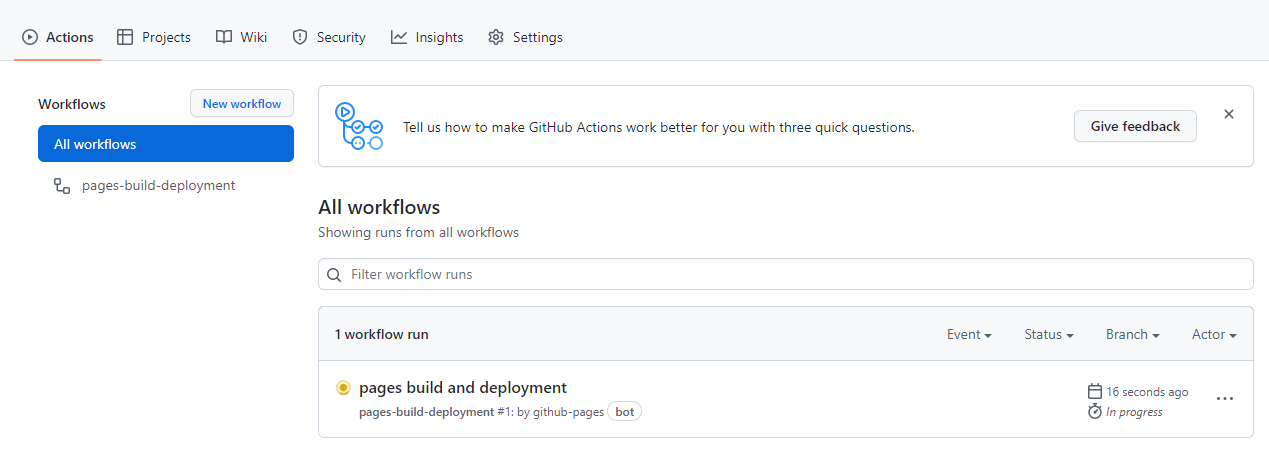 Actions Projects Wiki Security Insights Settings
Workflows
New workflow
All workflows
pages-build-deployment
Tell us how to make GitHub Actions work better for you with three quick questions.
Give feedback
All workflows
Showing runs from all workflows
Filter workflow runs
1 workflow run
Event Status Branch Actor
pages build and deployment
pages-build-deployment #1: by github-pages bot
16 seconds ago
In progress